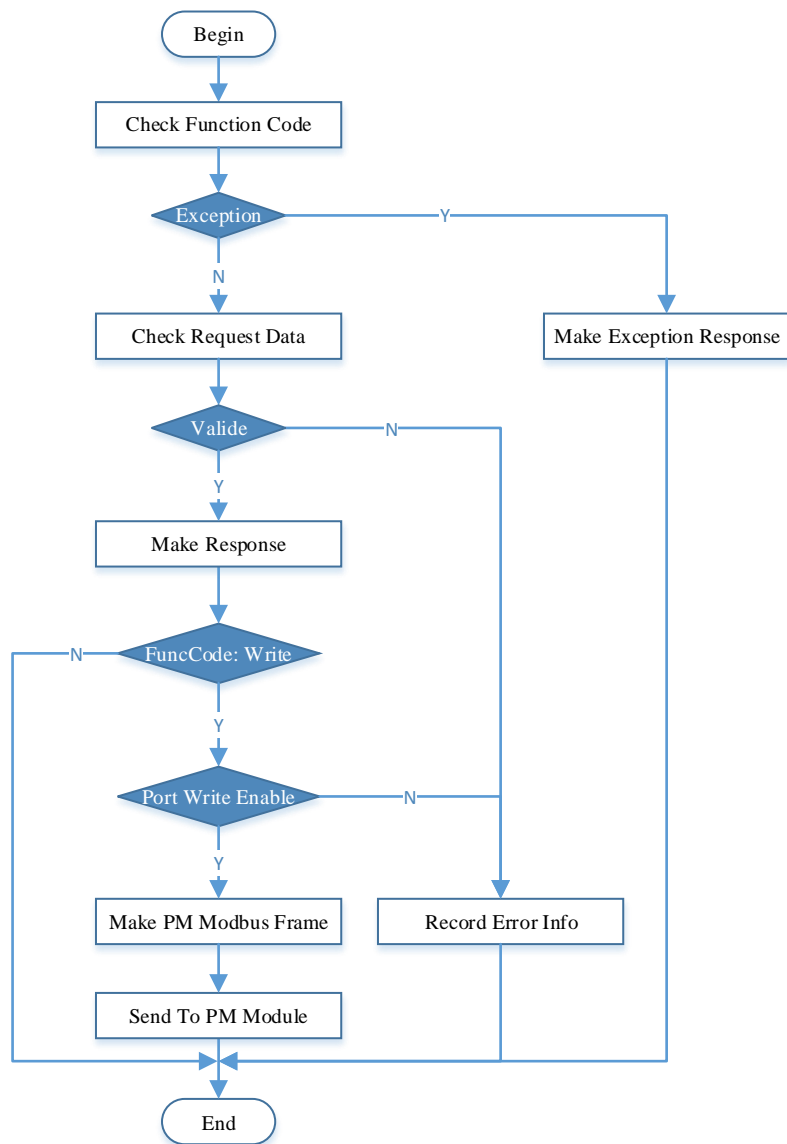 Begin
Check Function Code
Exception
Y
N
Check Request Data
Make Exception Response
Valide
N
Y
Make Response
FuncCode: Write
N
Y
Port Write Enable
N
Y
Make PM Modbus Frame
Record Error Info
Send To PM Module
End